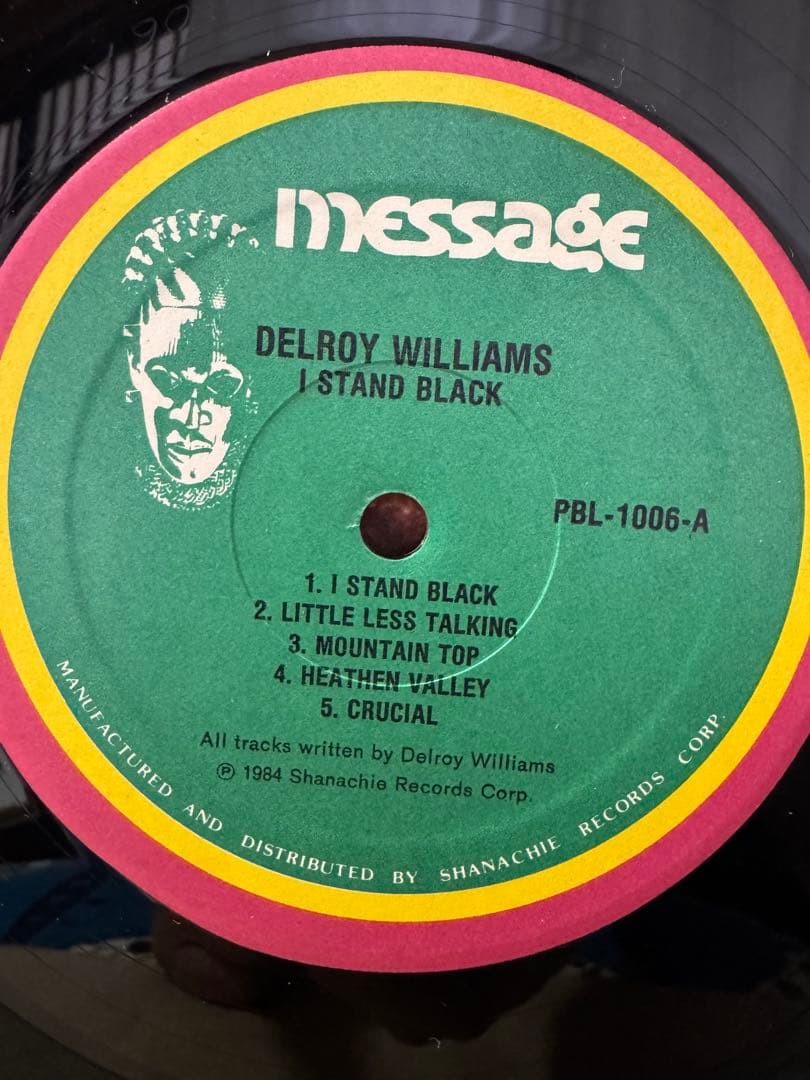 message
DELROY WILLIAMS
I STAND BLACK
PBL-1006-A
1. I STAND BLACK
2. LITTLE LESS TALKING
3. MOUNTAIN TOP
4. HEATHEN VALLEY
5. CRUCIAL
All tracks written by Delroy Williams
℗ 1984 Shanachie Records Corp.
MANUFACTURED AND DISTRIBUTED BY SHANACHIE RECORDS CORP.